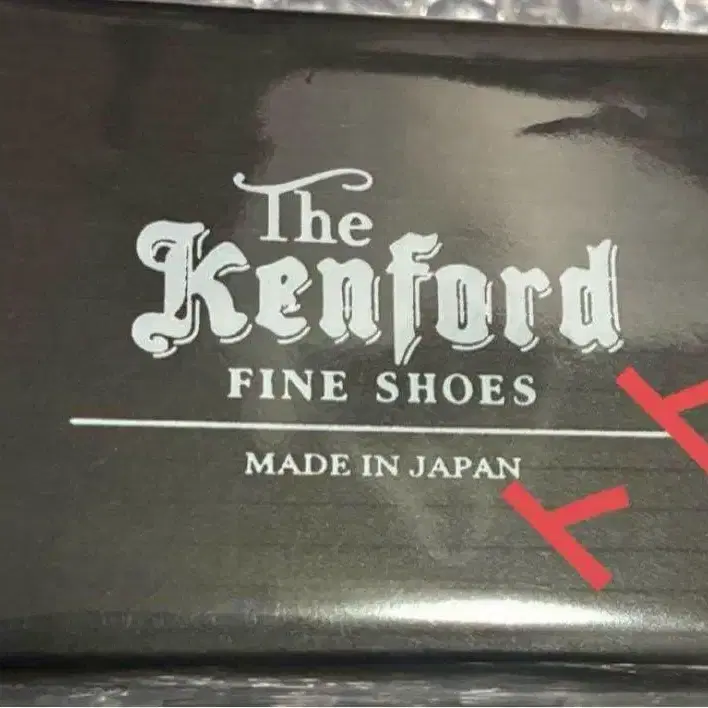 The
Kenford
FINE SHOES
MADE IN JAPAN